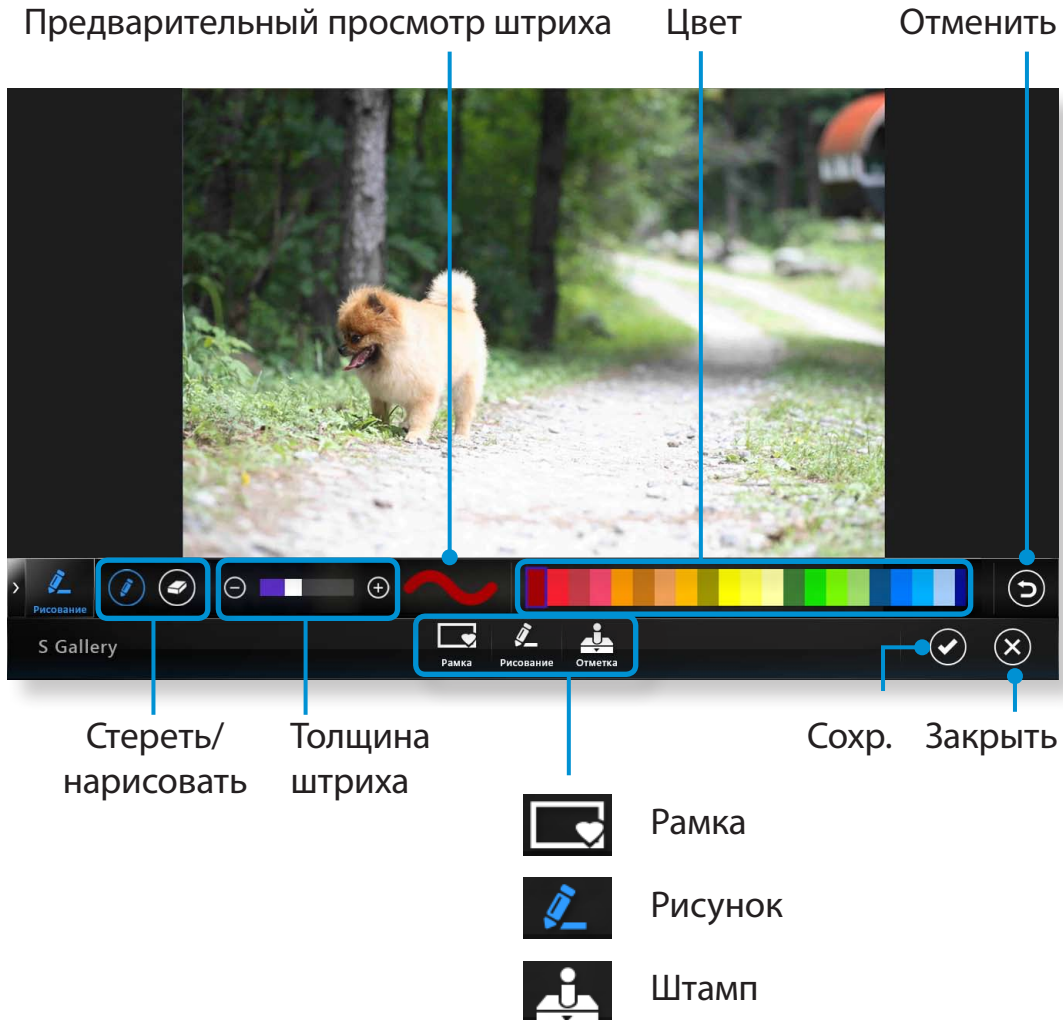 Предварительный просмотр штриха
Цвет
Отменить
Рисование
S Gallery
Рамка
Рисование
Отметка
Стереть/
нарисовать
Толщина
штриха
Сохр.
Закрыть
Рамка
Рисунок
Штамп